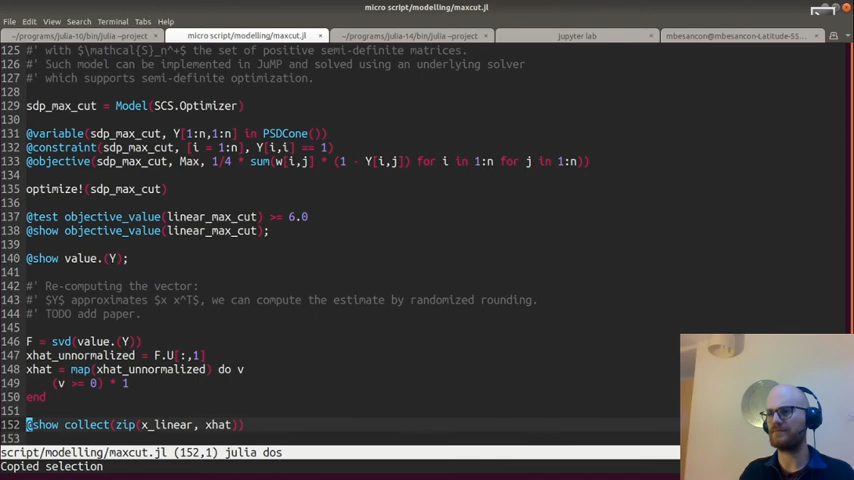 micro script/modelling/maxcut.jl
File Edit View Search Terminal Tabs Help
~/programs/julia-10/bin/julia –project
micro script/modelling/maxcut.jl
~/programs/julia-14/bin/julia –project
jupyter lab
mbesancon@mbesancon-Latitude-55...
125 #' with $\mathcal{S}_n^+$ the set of positive semi-definite matrices.
126 #' Such model can be implemented in JuMP and solved using an underlying solver
127 #' which supports semi-definite optimization.
128
129 sdp_max_cut = Model(SCS.Optimizer)
130
131 @variable(sdp_max_cut, Y[1:n,1:n] in PSDCone())
132 @constraint(sdp_max_cut, [i = 1:n], Y[i,i] == 1)
133 @objective(sdp_max_cut, Max, 1/4 * sum(w[i,j] * (1 - Y[i,j]) for i in 1:n for j in 1:n))
134
135 optimize!(sdp_max_cut)
136
137 @test objective_value(linear_max_cut) >= 6.0
138 @show objective_value(linear_max_cut);
139
140 @show value.(Y);
141
142 #' Re-computing the vector:
143 #' $Y$ approximates $x x^T$, we can compute the estimate by randomized rounding.
144 #' TODO add paper.
145
146 F = svd(value.(Y))
147 xhat_unnormalized = F.U[:,1]
148 xhat = map(xhat_unnormalized) do v
149 (v >= 0) * 1
150 end
151
152 @show collect(zip(x_linear, xhat))
153
script/modelling/maxcut.jl (152,1) julia dos
Copied selection